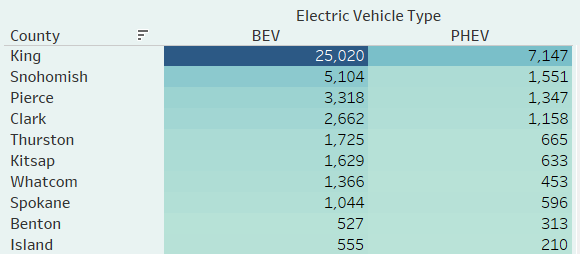 Electric Vehicle Type
County BEV PHEV
King 25,020 7,147
Snohomish 5,104 1,551
Pierce 3,318 1,347
Clark 2,662 1,158
Thurston 1,725 665
Kitsap 1,629 633
Whatcom 1,366 453
Spokane 1,044 596
Benton 527 313
Island 555 210